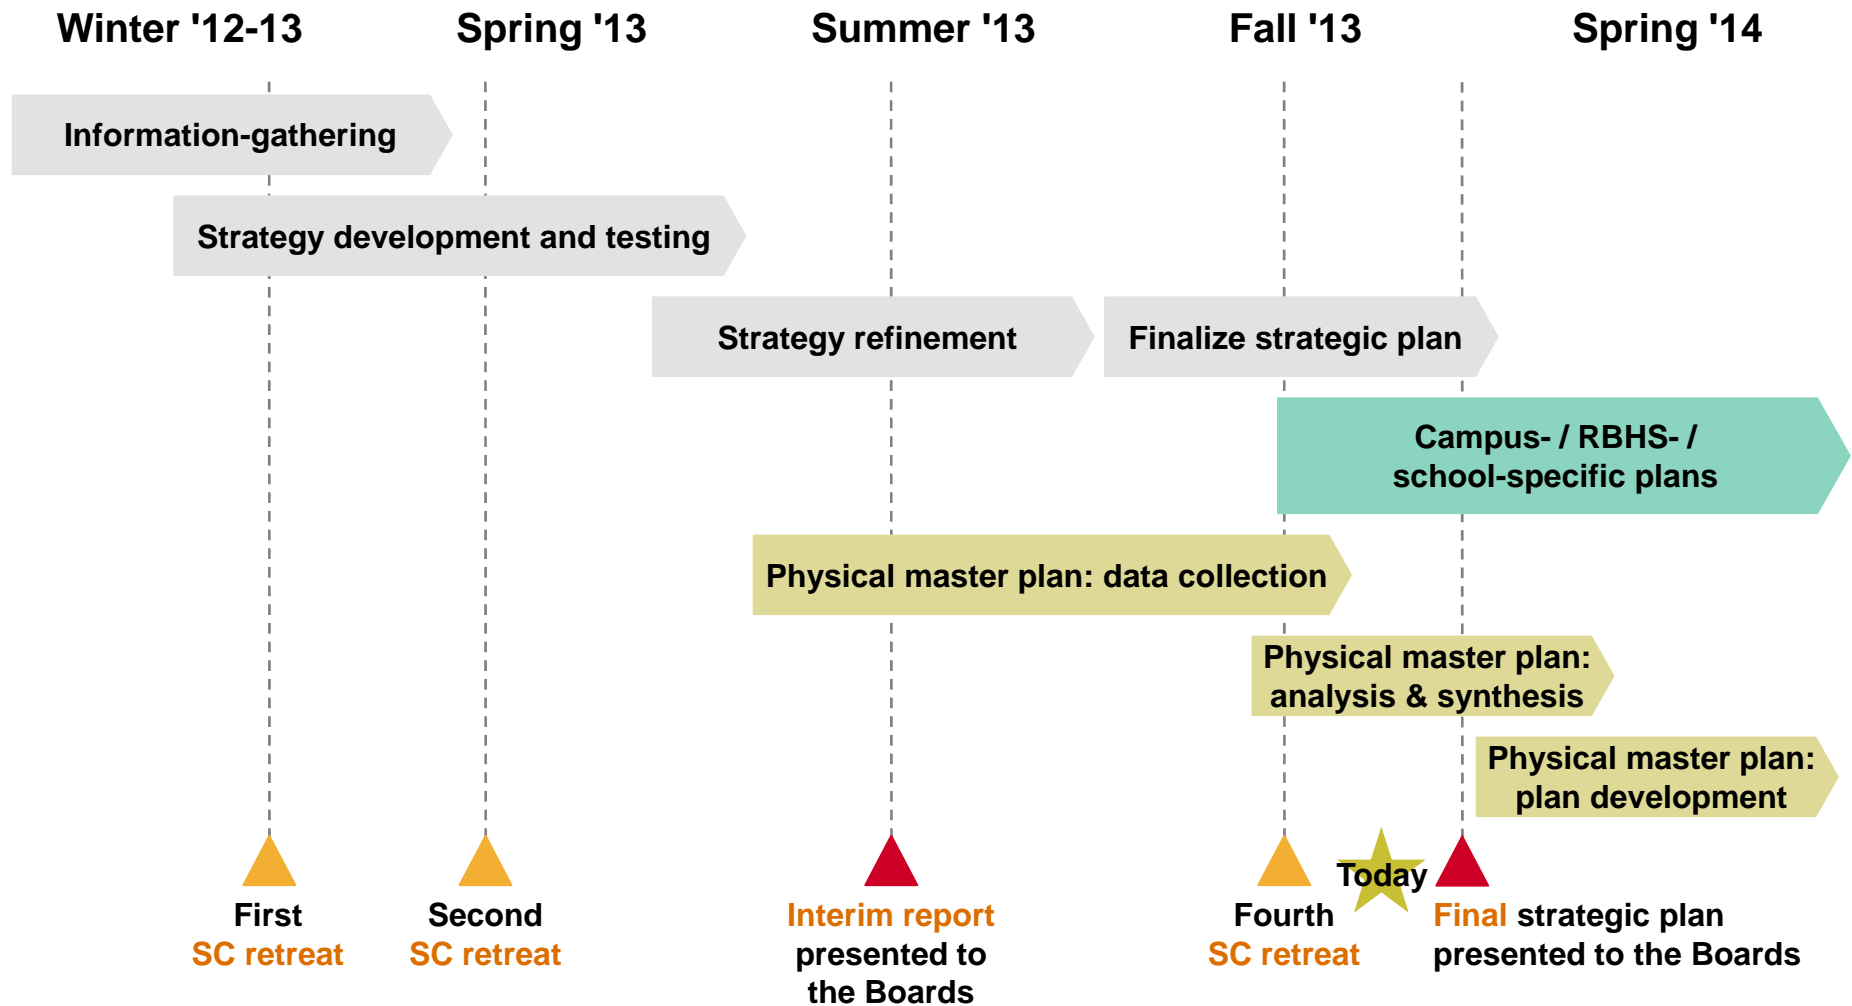 Winter '12-13
Spring '13
Summer '13
Fall '13
Spring '14
Information-gathering
Strategy development and testing
Strategy refinement
Finalize strategic plan
Campus- / RBHS- /
school-specific plans
Physical master plan: data collection
Physical master plan:
analysis & synthesis
Physical master plan:
plan development
First
SC retreat
Second
SC retreat
Interim report
presented to
the Boards
Fourth
SC retreat
Today
Final strategic plan
presented to the Boards